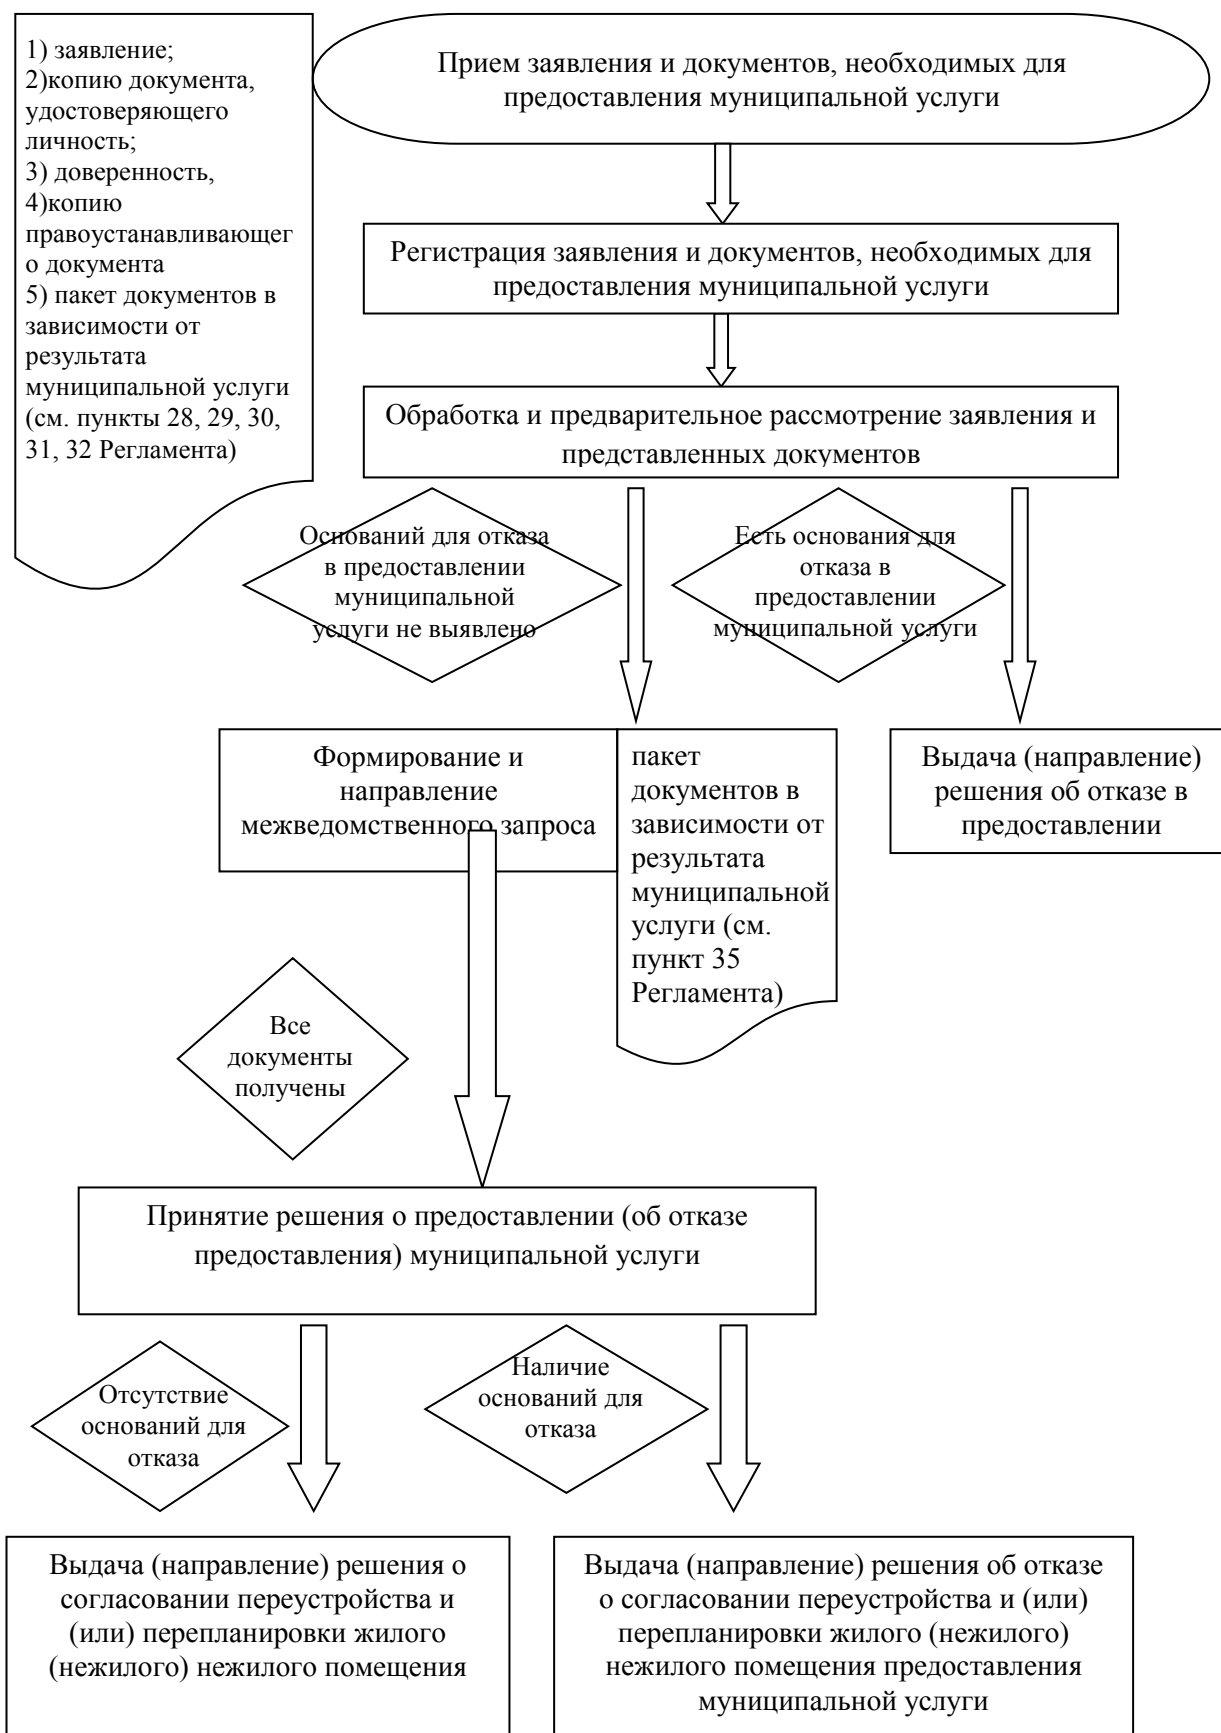 1) заявление;
2)копию документа,
удостоверяющего
личность;
3) доверенность,
4)копию
правоустанавливающег
о документа
5) пакет документов в
зависимости от
результата
муниципальной услуги
(см. пункты 28, 29, 30,
31, 32 Регламента)
Прием заявления и документов, необходимых для
предоставления муниципальной услуги
Регистрация заявления и документов, необходимых для
предоставления муниципальной услуги
Обработка и предварительное рассмотрение заявления и
представленных документов
Оснований для отказа
в предоставлении
муниципальной
услуги не выявлено
Есть основания для
отказа в
предоставлении
муниципальной услуги
Формирование и
направление
межведомственного запроса
пакет
документов в
зависимости от
результата
муниципальной
услуги (см.
пункт 35
Регламента)
Выдача (направление)
решения об отказе в
предоставлении
Все
документы
получены
Принятие решения о предоставлении (об отказе
предоставления) муниципальной услуги
Отсутствие
оснований для
отказа
Наличие
оснований для
отказа
Выдача (направление) решения о
согласовании переустройства и
(или) перепланировки жилого
(нежилого) нежилого помещения
Выдача (направление) решения об отказе
о согласовании переустройства и (или)
перепланировки жилого (нежилого)
нежилого помещения предоставления
муниципальной услуги